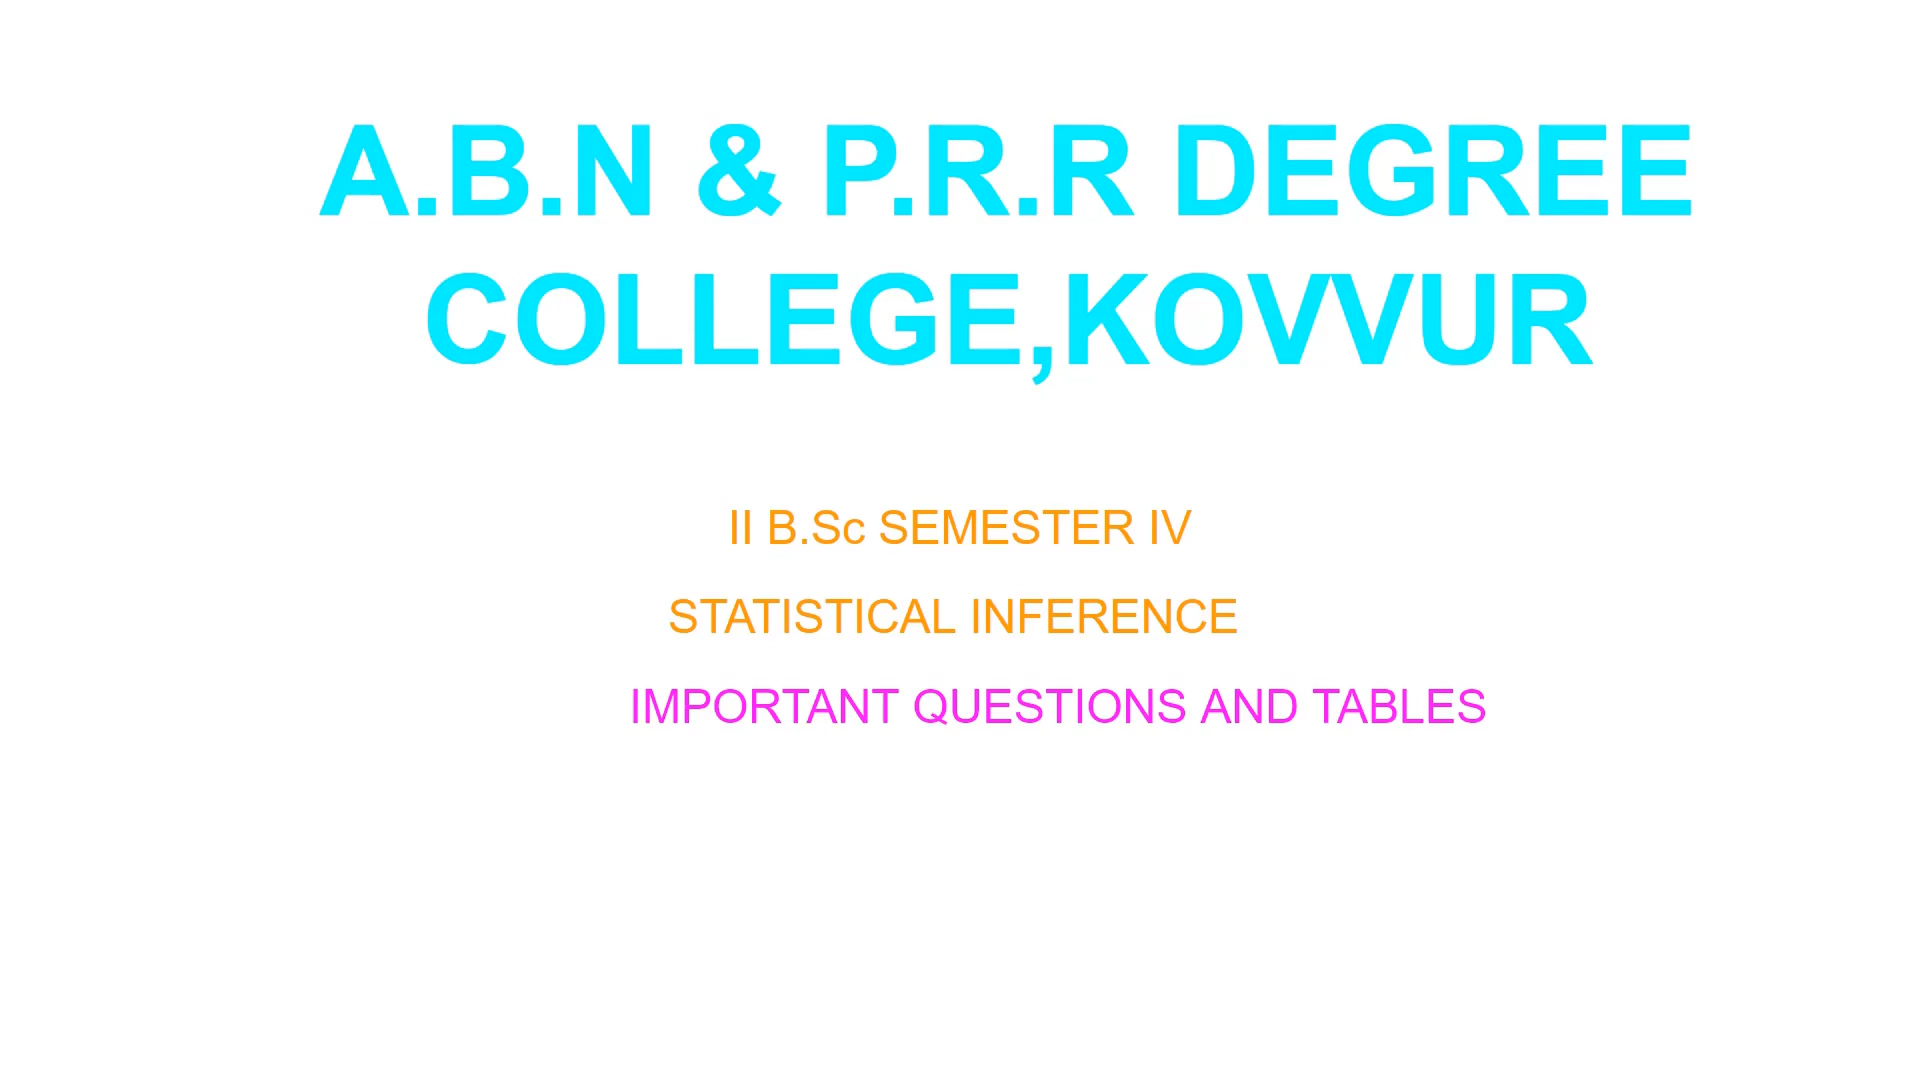 A.B.N & P.R.R DEGREE
COLLEGE,KOVVUR
II B.Sc SEMESTER IV
STATISTICAL INFERENCE
IMPORTANT QUESTIONS AND TABLES